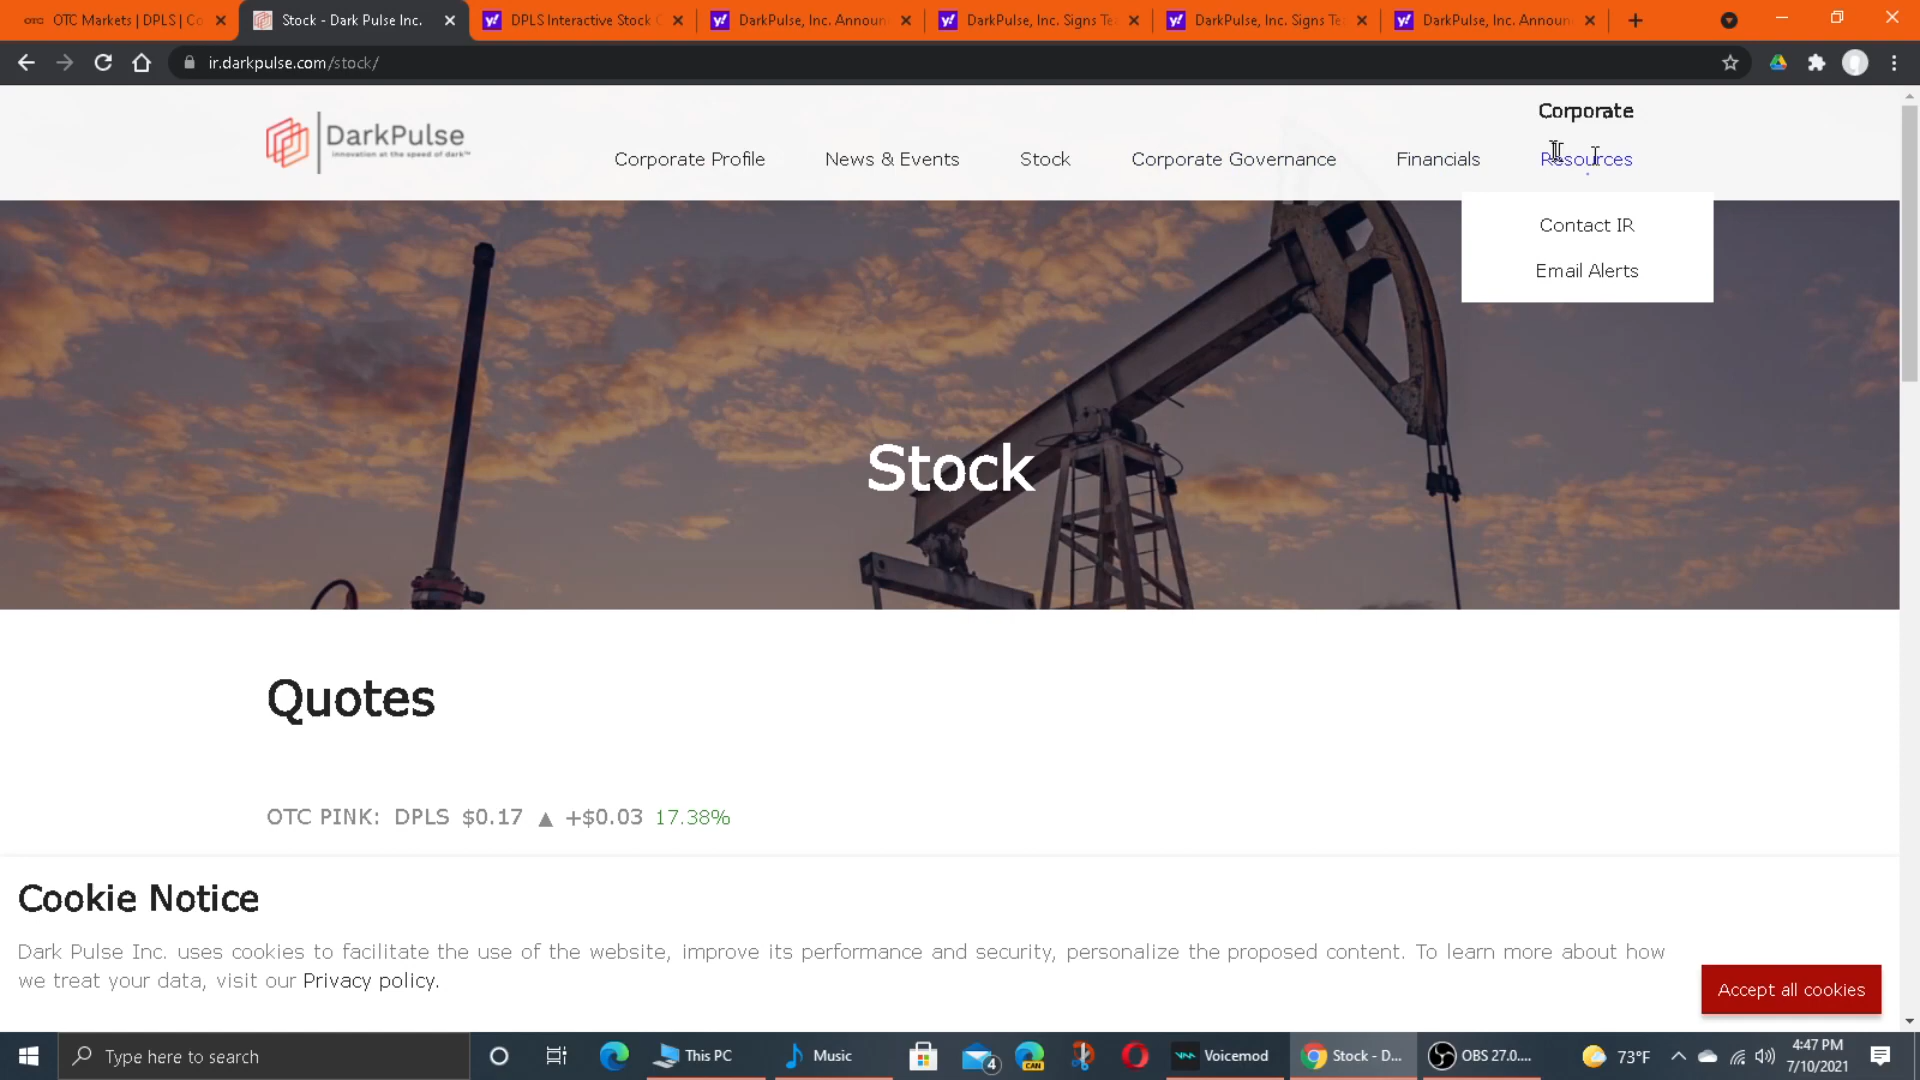 OTC Markets | DPLS | Co
Stock - Dark Pulse Inc.
DPLS Interactive Stock C
DarkPulse, Inc. Announ
DarkPulse, Inc. Signs Te
DarkPulse, Inc. Signs Te
DarkPulse, Inc. Announ
ir.darkpulse.com/stock/
Corporate
DarkPulse
innovation at the speed of dark™
Corporate Profile
News & Events
Stock
Corporate Governance
Financials
Resources
Contact IR
Email Alerts
Stock
Quotes
OTC PINK: DPLS $0.17 ▲ +$0.03 17.38%
Cookie Notice
Dark Pulse Inc. uses cookies to facilitate the use of the website, improve its performance and security, personalize the proposed content. To learn more about how
we treat your data, visit our Privacy policy.
Accept all cookies
Type here to search
This PC
Music
4
CAN
Voicemod
Stock - D...
OBS 27.0....
73°F
4:47 PM
7/10/2021